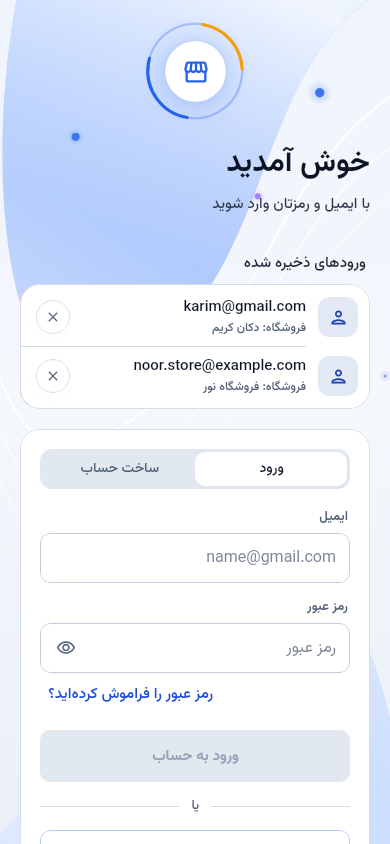 خوش آمدید
با ایمیل و رمزتان وارد شوید
ورودهای ذخیره شده
karim@gmail.com
فروشگاه: دکان کریم
noor.store@example.com
فروشگاه: فروشگاه نور
ورود
ساخت حساب
ایمیل
name@gmail.com
رمز عبور
رمز عبور
رمز عبور را فراموش کرده‌اید؟
ورود به حساب
یا